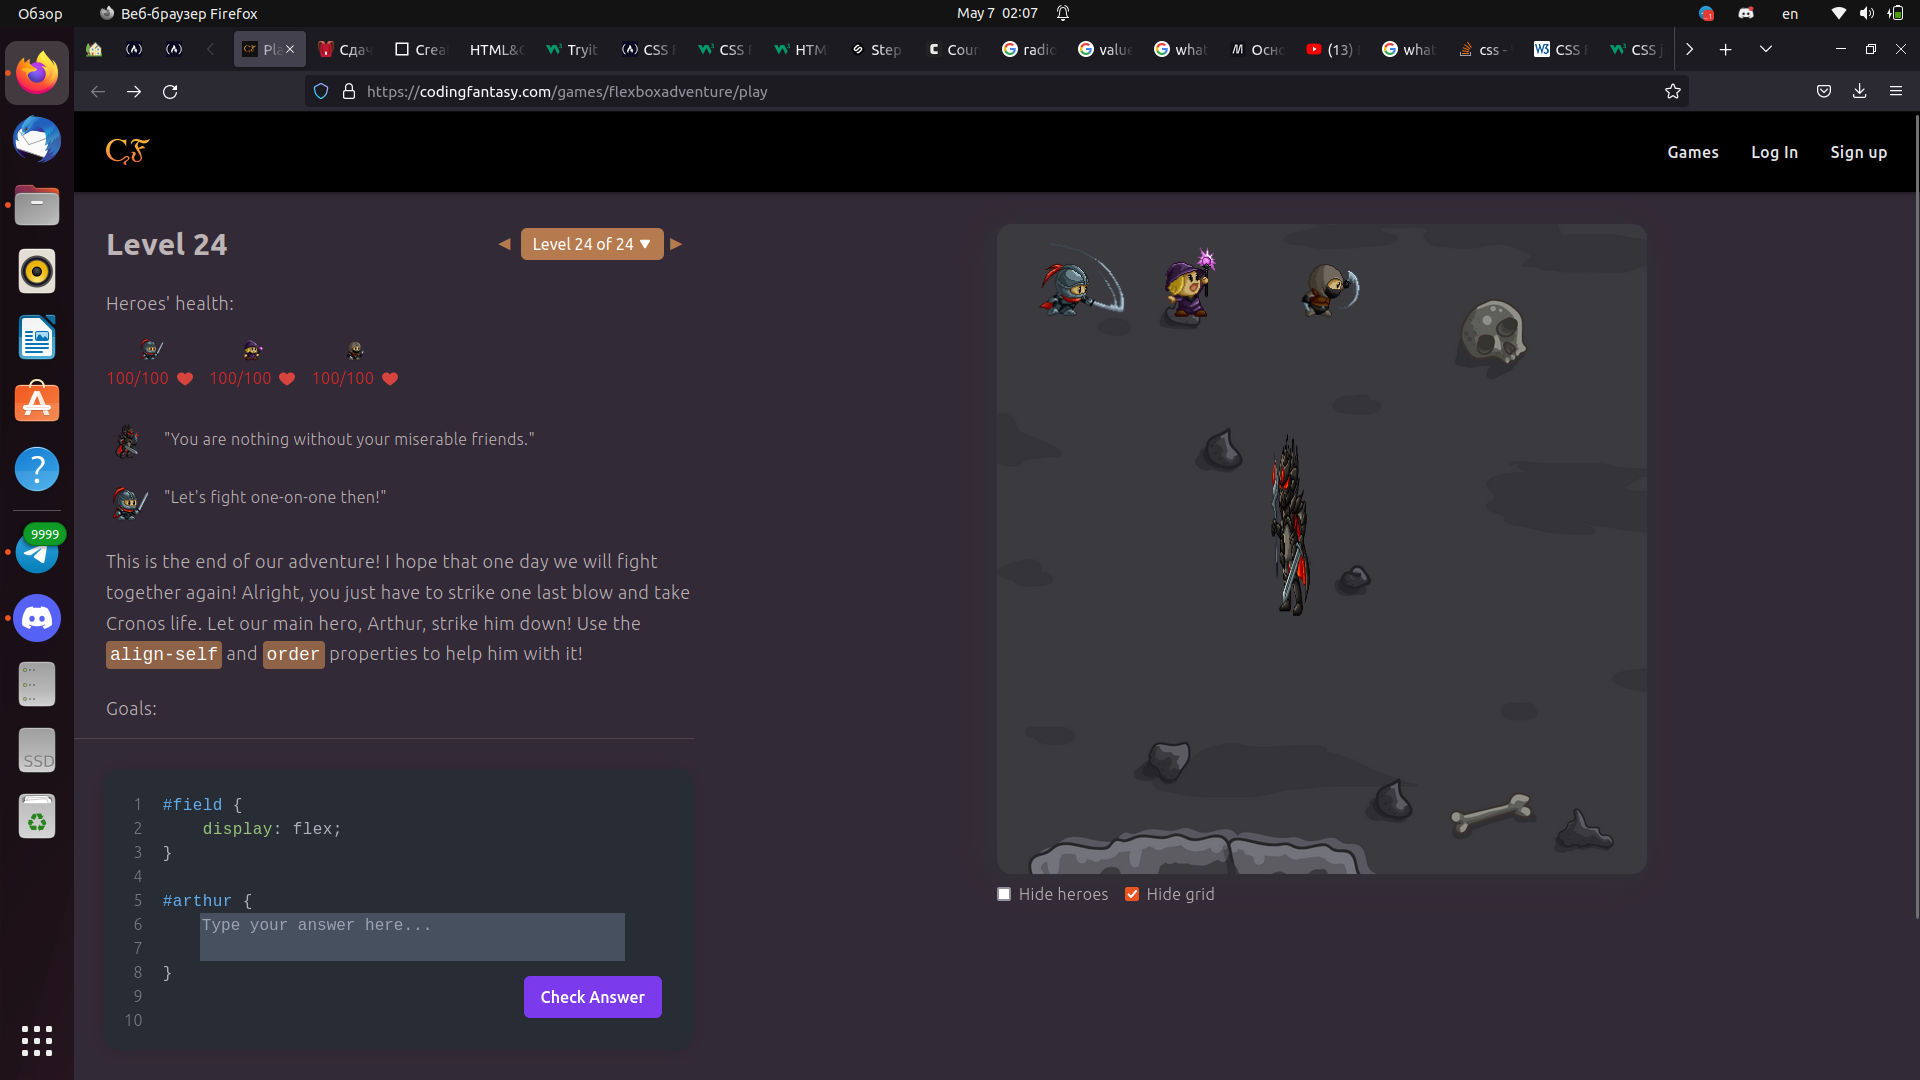 Обзор
Веб-браузер Firefox
May 7 02:07
en
Pla
Сдач
Crea
HTML&C
Tryit
CSS
CSS
HTM
Step
Cour
radio
value
what
Осно
(13)
what
css -
CSS
CSS j
https://codingfantasy.com/games/flexboxadventure/play
CF
Games
Log In
Sign up
Level 24
◀ Level 24 of 24 ▼ ▶
Heroes' health:
100/100 100/100 100/100
"You are nothing without your miserable friends."
"Let's fight one-on-one then!"
This is the end of our adventure! I hope that one day we will fight
together again! Alright, you just have to strike one last blow and take
Cronos life. Let our main hero, Arthur, strike him down! Use the
align-self and order properties to help him with it!
Goals:
1 #field {
2 display: flex;
3 }
4
5 #arthur {
6 Type your answer here...
7
8 }
9
10
Check Answer
Hide heroes
Hide grid
9999
SSD